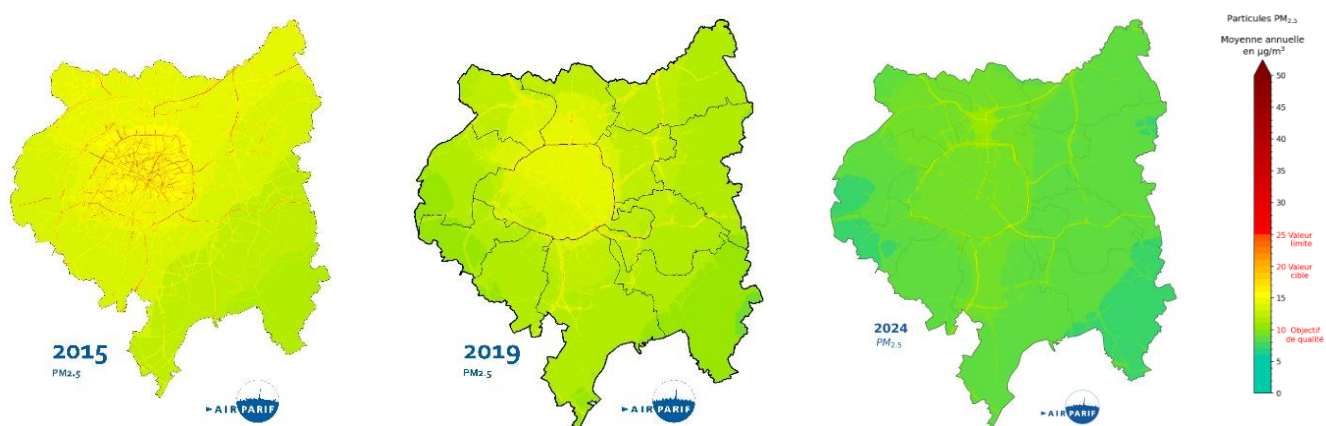 2015
PM2.5
AIRPARIF
2019
PM2.5
AIRPARIF
2024
PM2.5
AIRPARIF
Particules PM2.5
Moyenne annuelle
en µg/m³
50
45
40
35
30
25 Valeur
limite
20 Valeur
cible
15
10 Objectif
de qualité
5
0